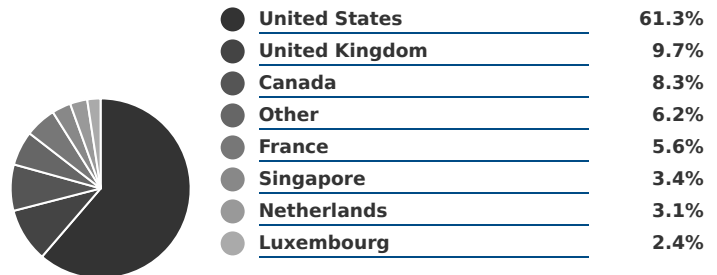 United States 61.3%
United Kingdom 9.7%
Canada 8.3%
Other 6.2%
France 5.6%
Singapore 3.4%
Netherlands 3.1%
Luxembourg 2.4%